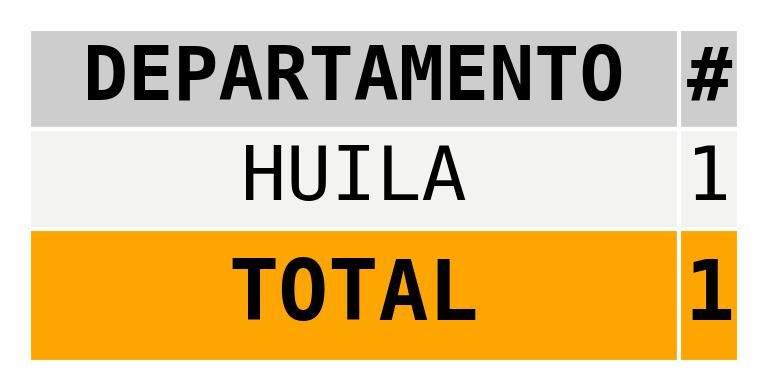 DEPARTAMENTO #
HUILA 1
TOTAL 1